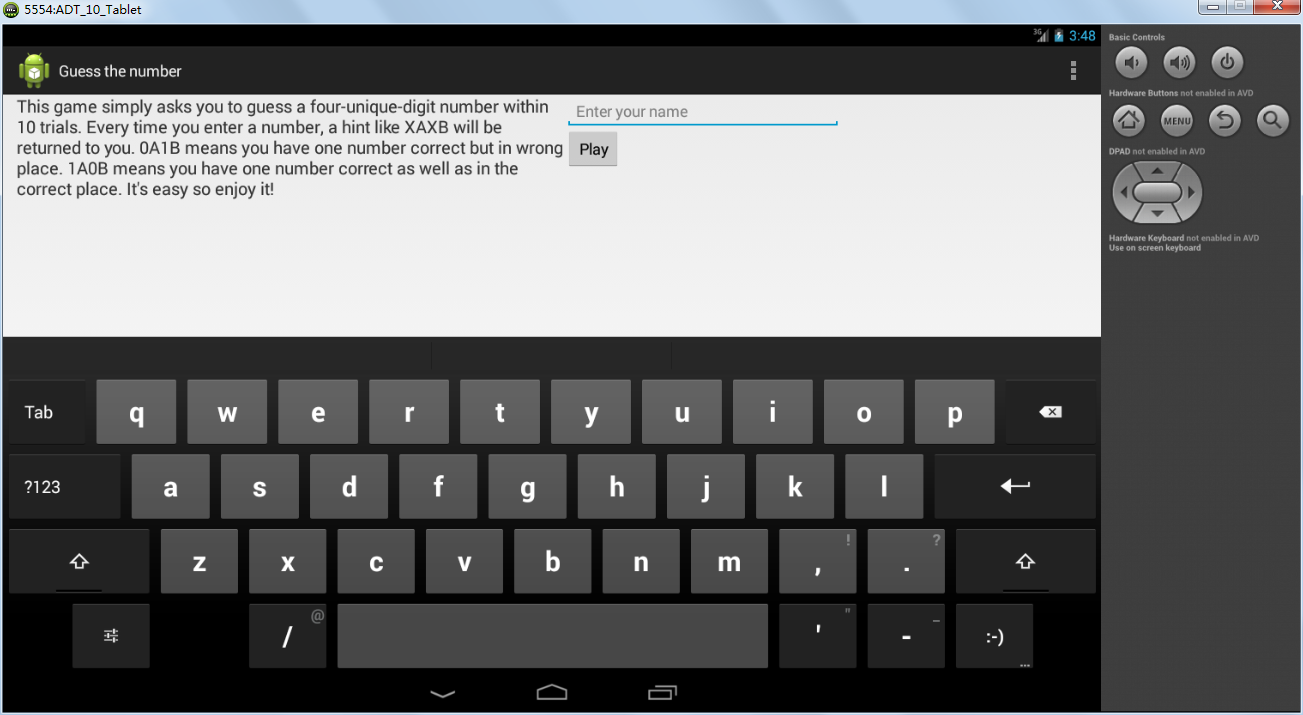 5554:ADT_10_Tablet
3G 3:48
Guess the number
This game simply asks you to guess a four-unique-digit number within
10 trials. Every time you enter a number, a hint like XAXB will be
returned to you. 0A1B means you have one number correct but in wrong
place. 1A0B means you have one number correct as well as in the
correct place. It's easy so enjoy it!
Enter your name
Play
Basic Controls
Hardware Buttons not enabled in AVD
MENU
DPAD not enabled in AVD
Hardware Keyboard not enabled in AVD
Use on screen keyboard
Tab q w e r t y u i o p
?123 a s d f g h j k l
z x c v b n m , ! . ?
/ @ ' " - _ :-) ...